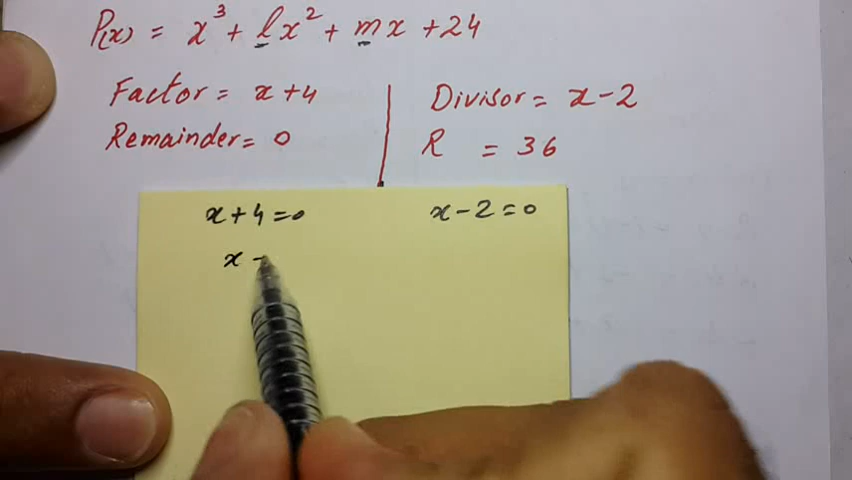 P(x) = x³ + lx² + mx + 24
Factor = x + 4
Remainder = 0
Divisor = x - 2
R = 36
x + 4 = 0
x - 2 = 0
x -